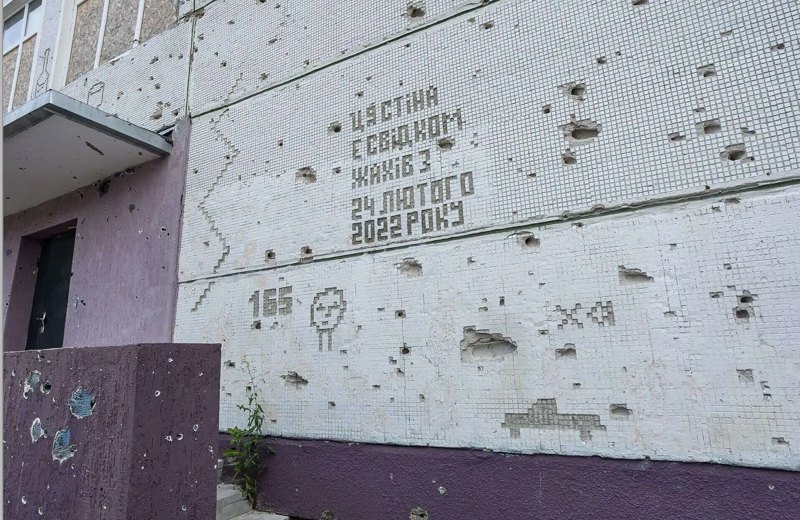 ЦЯ СТІНА
Є СВІДКОМ
ЖАХІВ З
24 ЛЮТОГО
2022 РОКУ
165